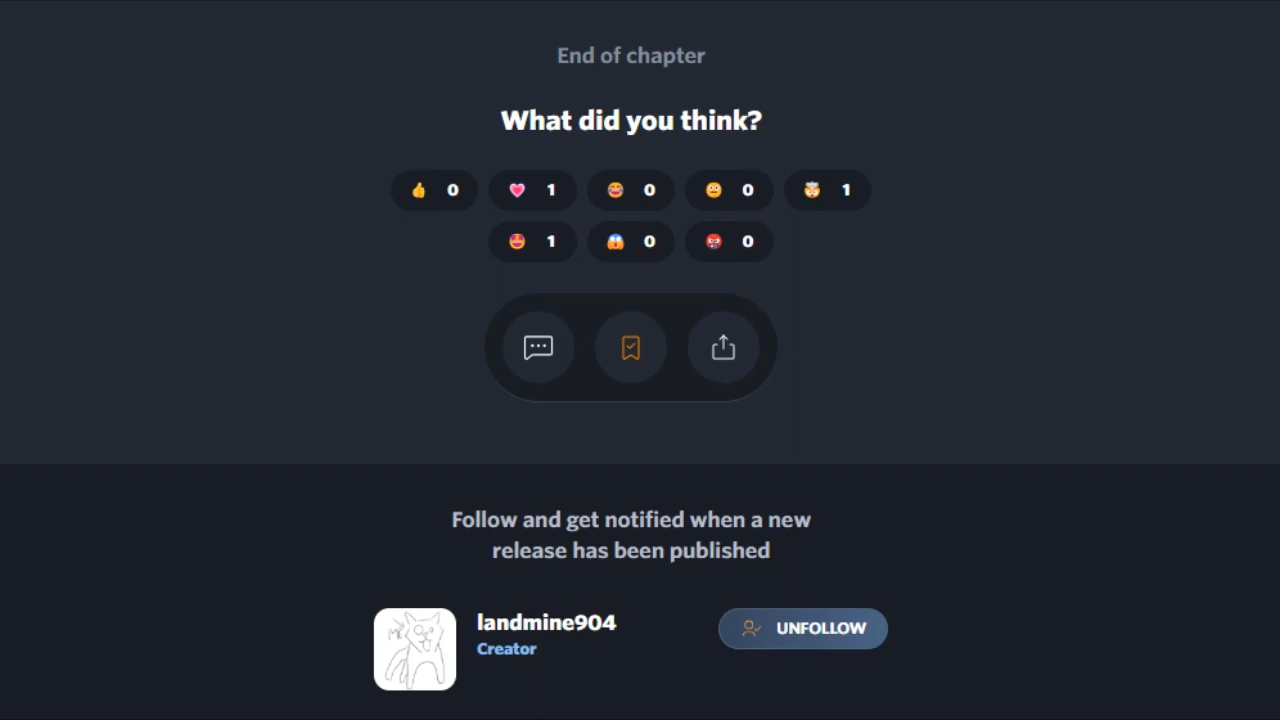 End of chapter
What did you think?
0 1 0 0 1
1 0 0
Follow and get notified when a new
release has been published
landmine904
Creator
UNFOLLOW